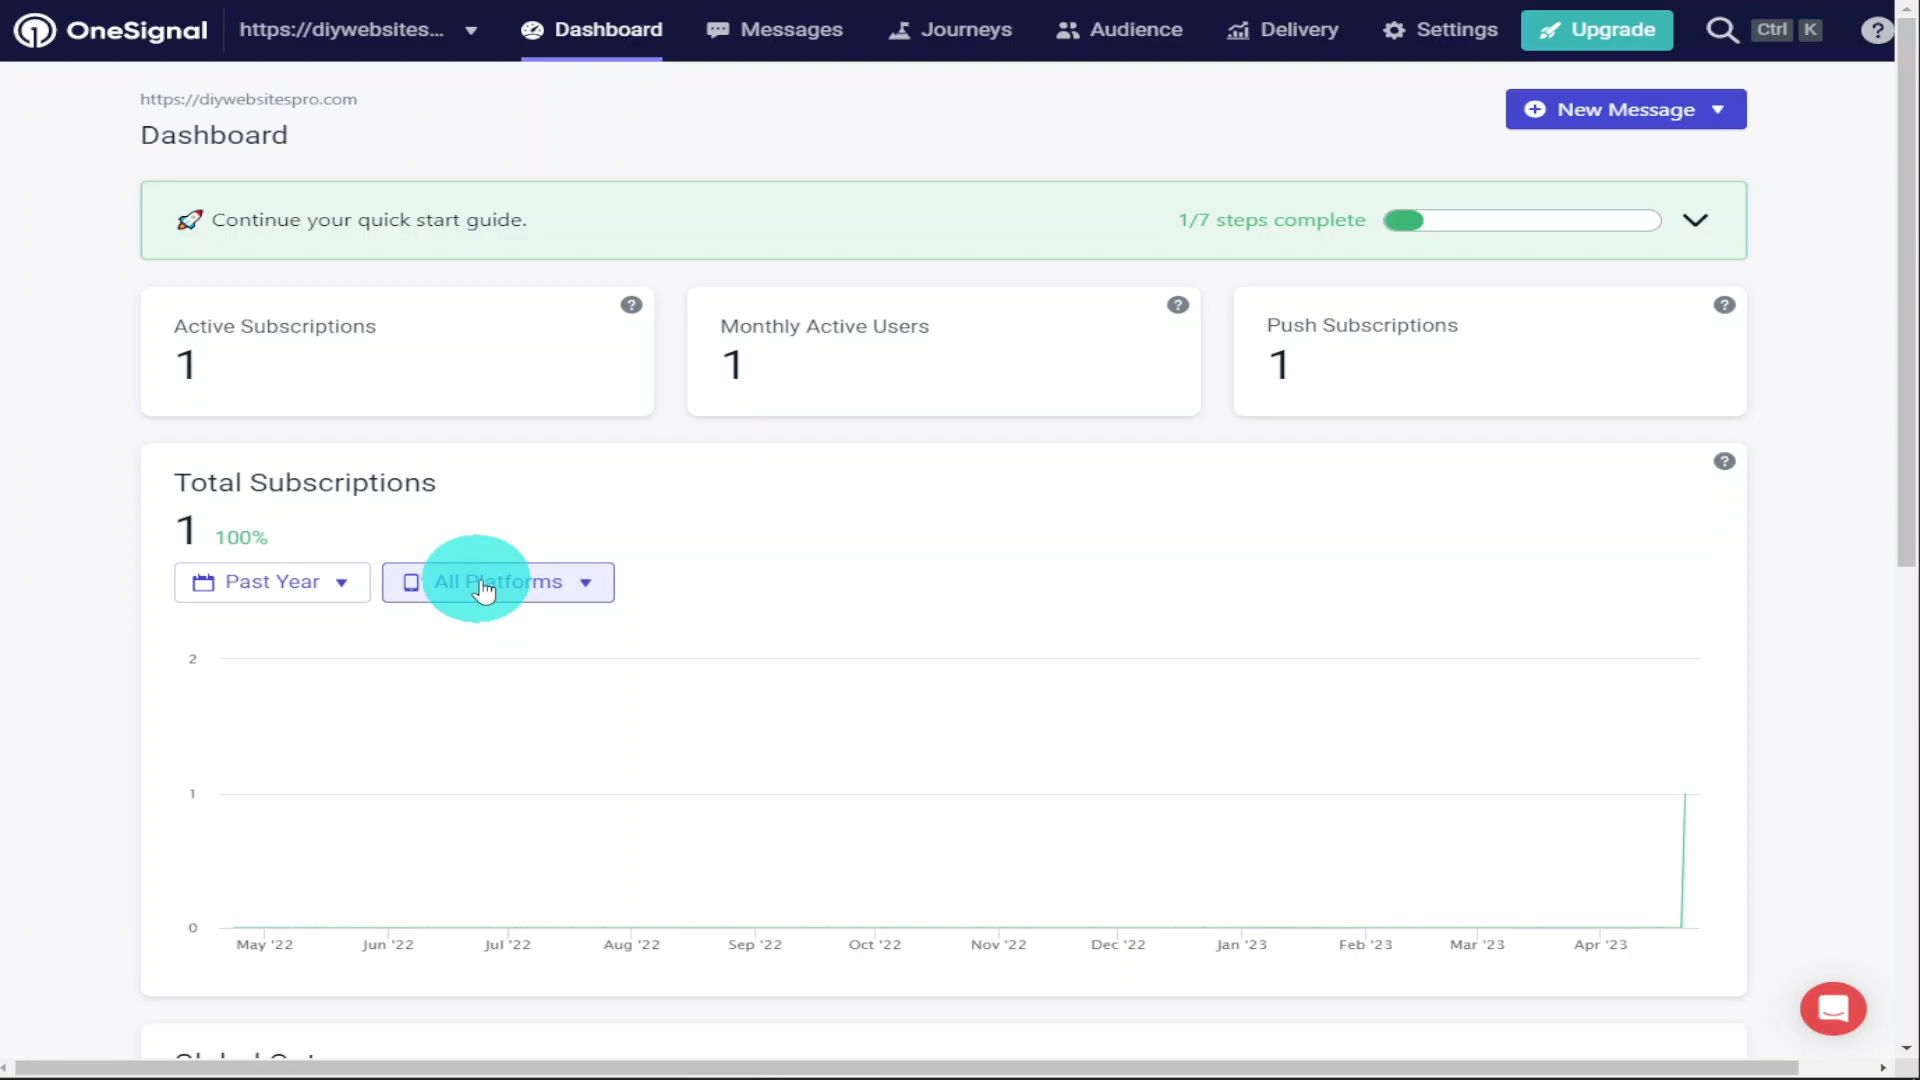 OneSignal https://diywebsites... Dashboard Messages Journeys Audience Delivery Settings Upgrade Ctrl K ?
https://diywebsitespro.com
Dashboard
New Message
Continue your quick start guide. 1/7 steps complete
Active Subscriptions ?
1
Monthly Active Users ?
1
Push Subscriptions ?
1
Total Subscriptions ?
1 100%
Past Year All Platforms
2
1
0
May '22 Jun '22 Jul '22 Aug '22 Sep '22 Oct '22 Nov '22 Dec '22 Jan '23 Feb '23 Mar '23 Apr '23